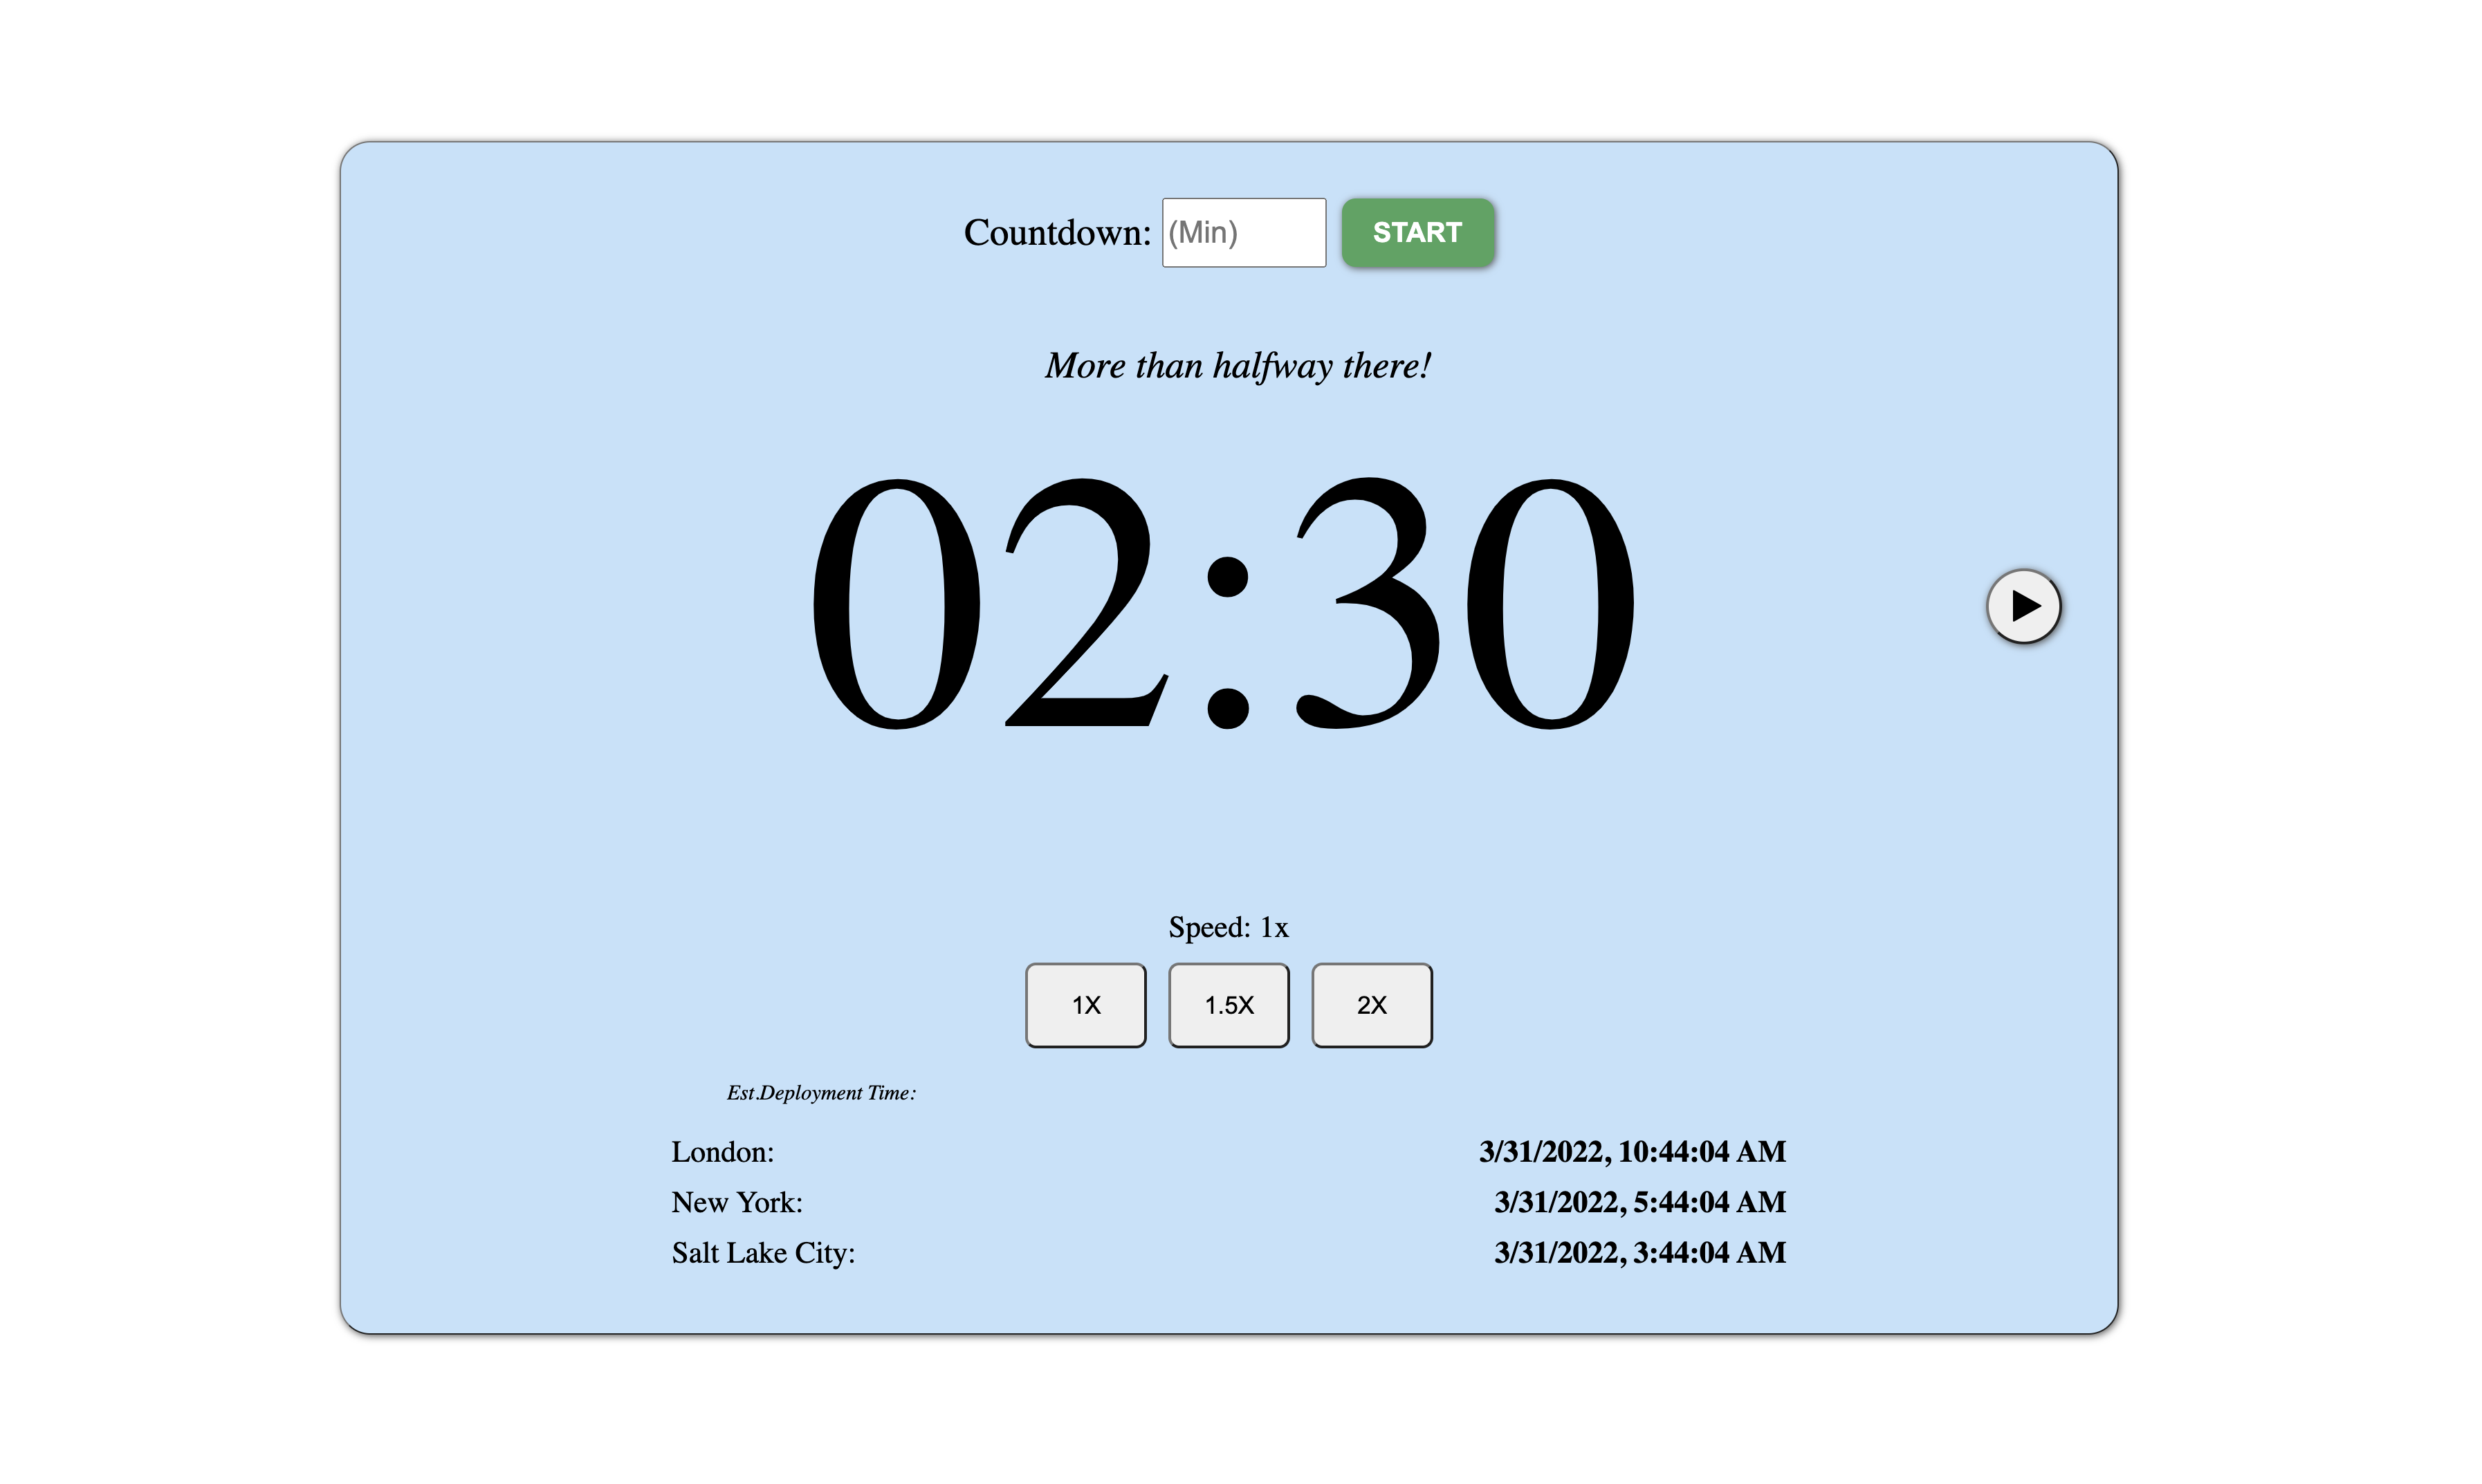 Countdown: (Min) START
More than halfway there!
02:30
Speed: 1x
1X 1.5X 2X
Est.Deployment Time:
London: 3/31/2022, 10:44:04 AM
New York: 3/31/2022, 5:44:04 AM
Salt Lake City: 3/31/2022, 3:44:04 AM